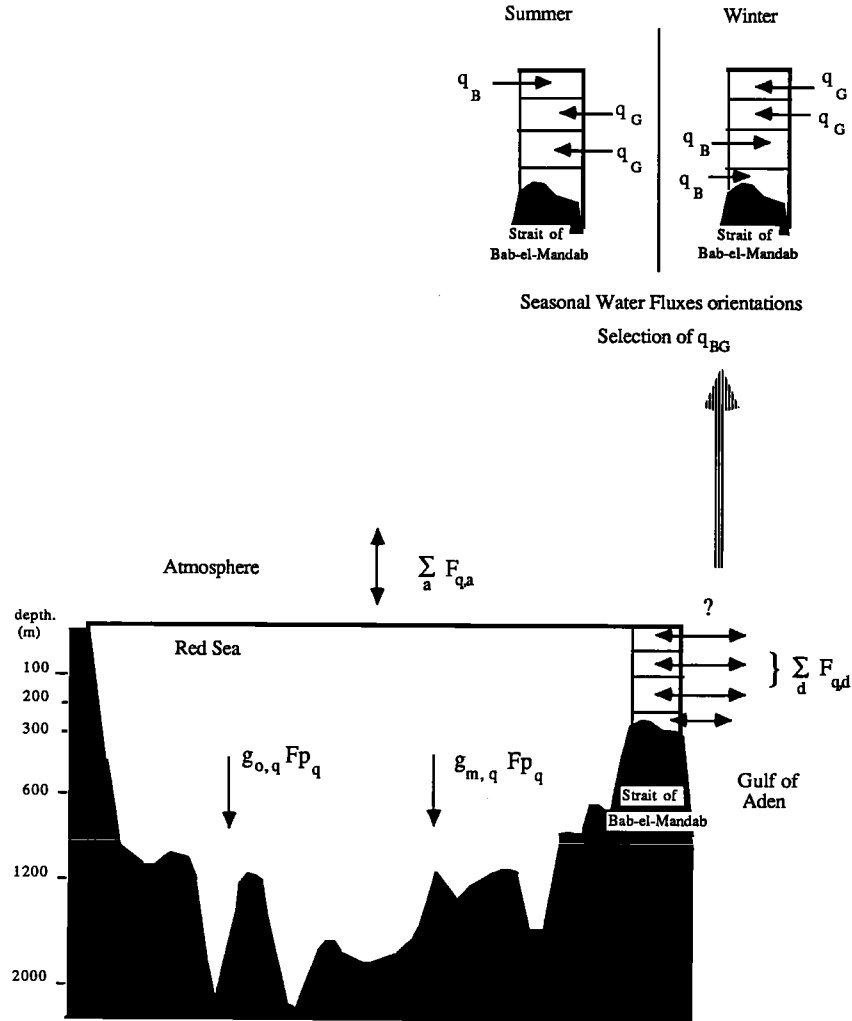 Summer
Winter
q B
q G
q G
q G
q G
q B
q B
Strait of
Bab-el-Mandab
Strait of
Bab-el-Mandab
Seasonal Water Fluxes orientations
Selection of q BG
Atmosphere
Σ a F q,a
?
depth.
(m)
Red Sea
100
200
300
600
1200
2000
} Σ d F q,d
g o, q Fp q
g m, q Fp q
Gulf of
Aden
Strait of
Bab-el-Mandab